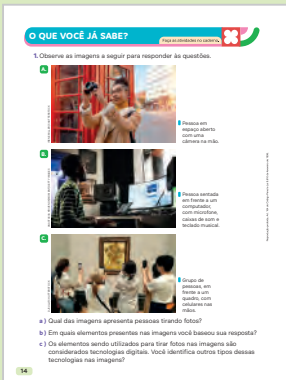 O QUE VOCÊ JÁ SABE?
Faça as atividades no caderno.
1. Observe as imagens a seguir para responder às questões.
A.
Pessoa em
espaço aberto
com uma
câmera na mão.
B.
Pessoa sentada
em frente a um
computador,
com microfone,
caixas de som e
teclado musical.
C.
Grupo de
pessoas, em
frente a um
quadro, com
celulares nas
mãos.
a) Qual das imagens apresenta pessoas tirando fotos?
b) Em quais elementos presentes nas imagens você baseou sua resposta?
c) Os elementos sendo utilizados para tirar fotos nas imagens são
considerados tecnologias digitais. Você identifica outros tipos dessas
tecnologias nas imagens?
14